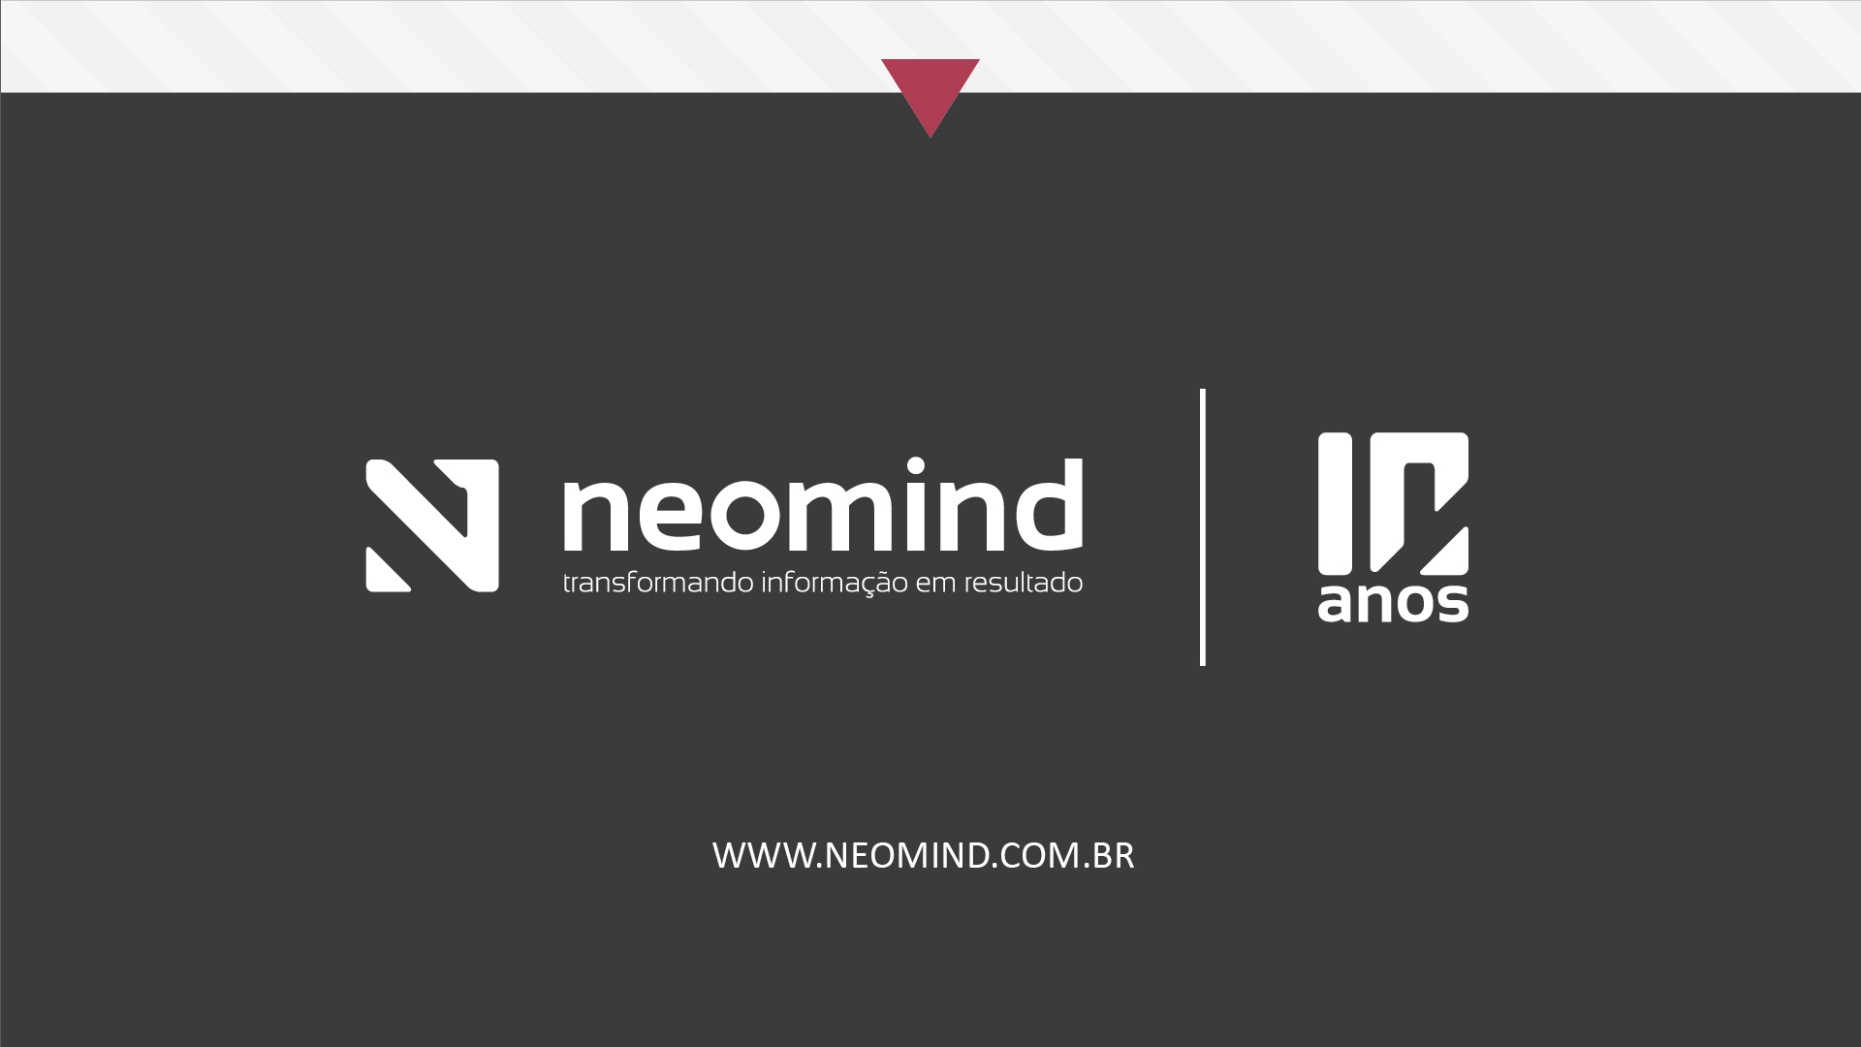 neomind
transformando informação em resultado
10
anos
WWW.NEOMIND.COM.BR